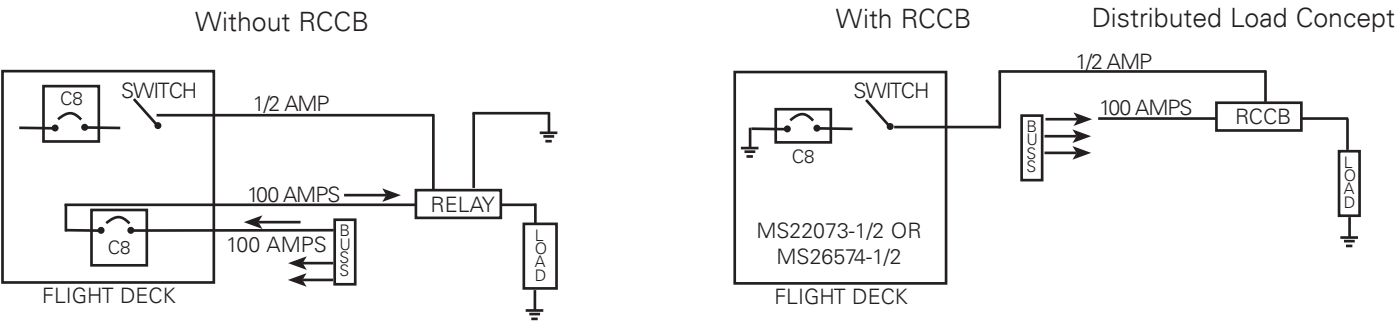 Without RCCB
C8
SWITCH
1/2 AMP
100 AMPS
RELAY
C8
100 AMPS
BUSS
LOAD
FLIGHT DECK
With RCCB
Distributed Load Concept
1/2 AMP
SWITCH
C8
BUSS
100 AMPS
RCCB
LOAD
MS22073-1/2 OR
MS26574-1/2
FLIGHT DECK